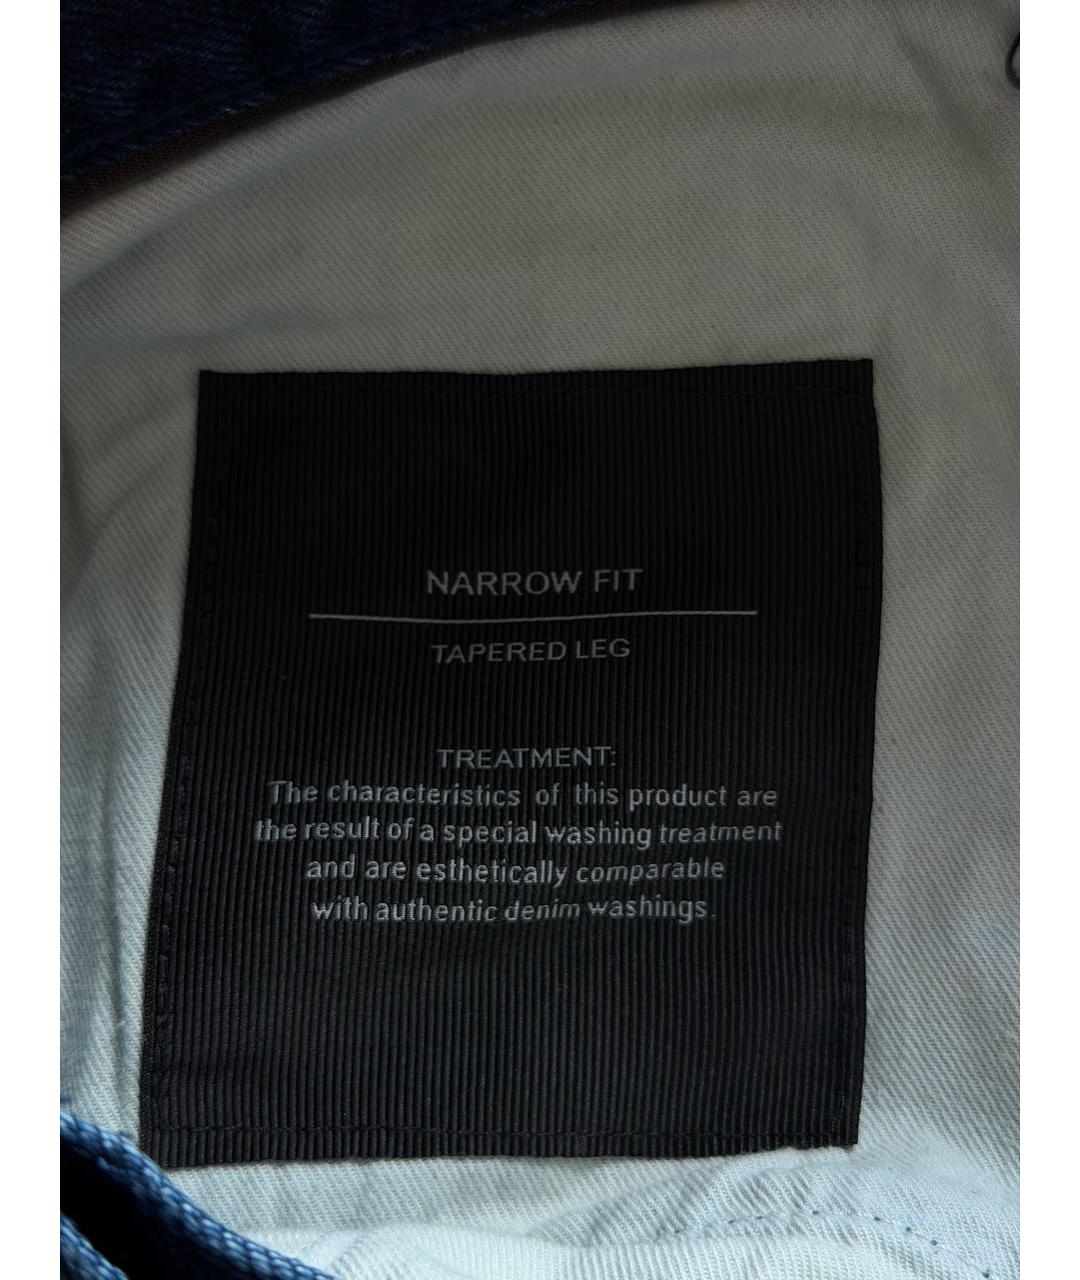 NARROW FIT
TAPERED LEG
TREATMENT:
The characteristics of this product are
the result of a special washing treatment
and are esthetically comparable
with authentic denim washings.